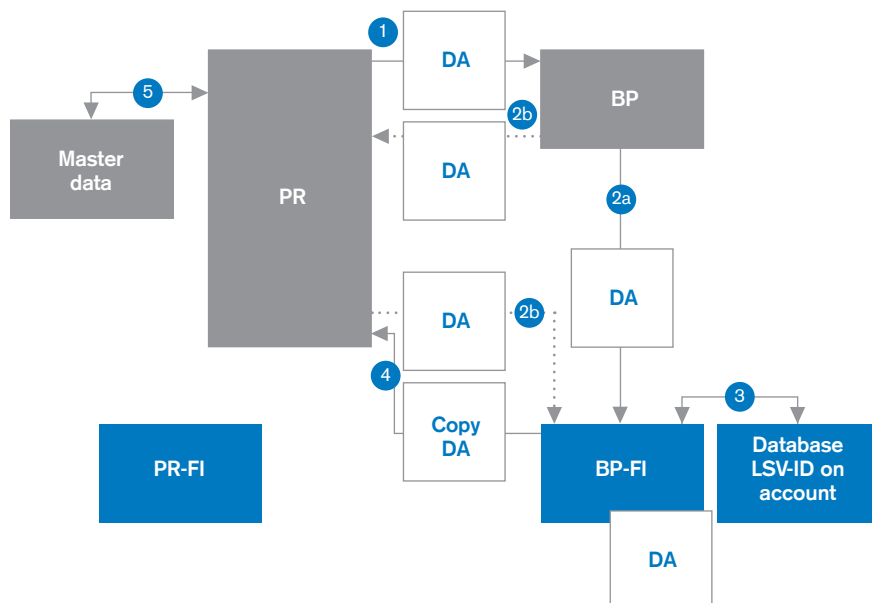 1
DA
5
BP
2b
Master
data
DA
PR
2a
DA
DA
2b
4
3
Copy
DA
PR-FI
BP-FI
Database
LSV-ID on
account
DA